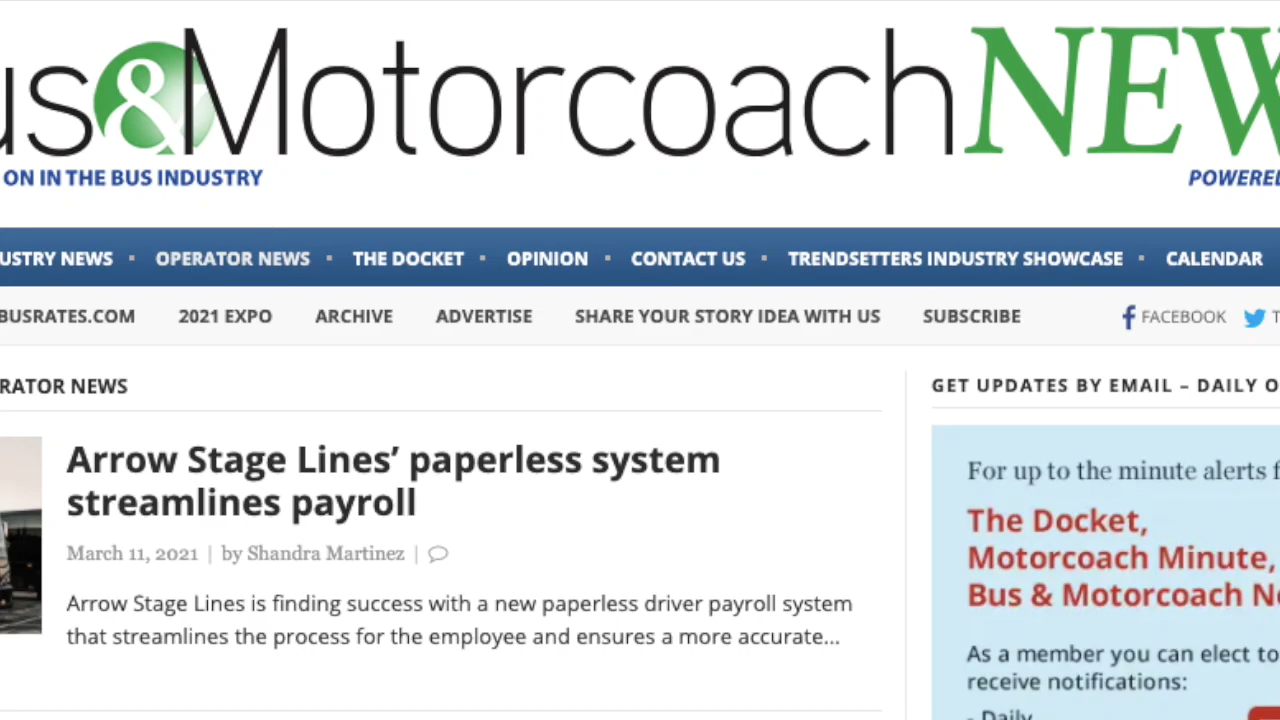 us&MotorcoachNEW
ON IN THE BUS INDUSTRY
POWERED
USTRY NEWS OPERATOR NEWS THE DOCKET OPINION CONTACT US TRENDSETTERS INDUSTRY SHOWCASE CALENDAR
BUSRATES.COM 2021 EXPO ARCHIVE ADVERTISE SHARE YOUR STORY IDEA WITH US SUBSCRIBE FACEBOOK T
RATOR NEWS
Arrow Stage Lines’ paperless system
streamlines payroll
March 11, 2021 | by Shandra Martinez |
Arrow Stage Lines is finding success with a new paperless driver payroll system
that streamlines the process for the employee and ensures a more accurate...
GET UPDATES BY EMAIL – DAILY O
For up to the minute alerts f
The Docket,
Motorcoach Minute,
Bus & Motorcoach Ne
As a member you can elect to
receive notifications:
- Daily